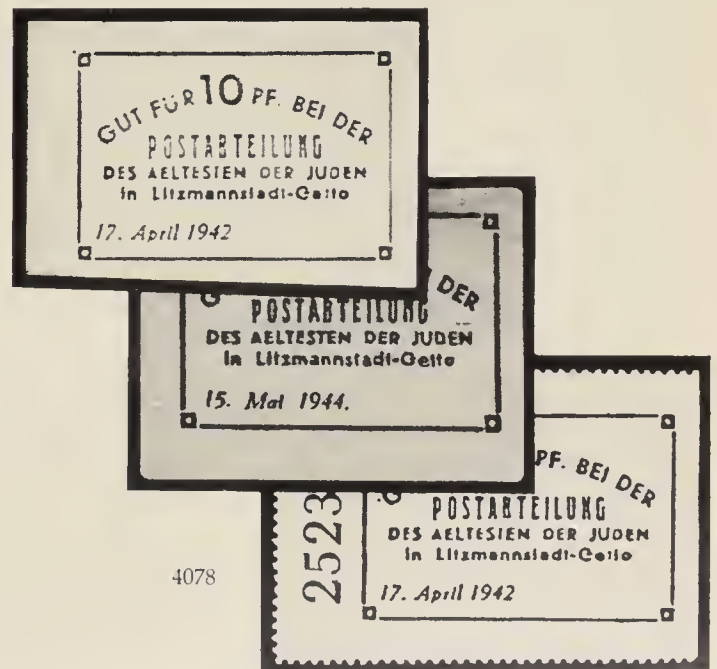 GUT FÜR 10 PF. BEI DER
POSTABTEILUNG
DES AELTESTEN DER JUDEN
in Litzmannstadt-Getto
17. April 1942
DER
POSTABTEILUNG
DES AELTESTEN DER JUDEN
in Litzmannstadt-Getto
15. Mai 1944.
2523
PF. BEI DER
POSTABTEILUNG
DES AELTESTEN DER JUDEN
in Litzmannstadt-Getto
17. April 1942
4078